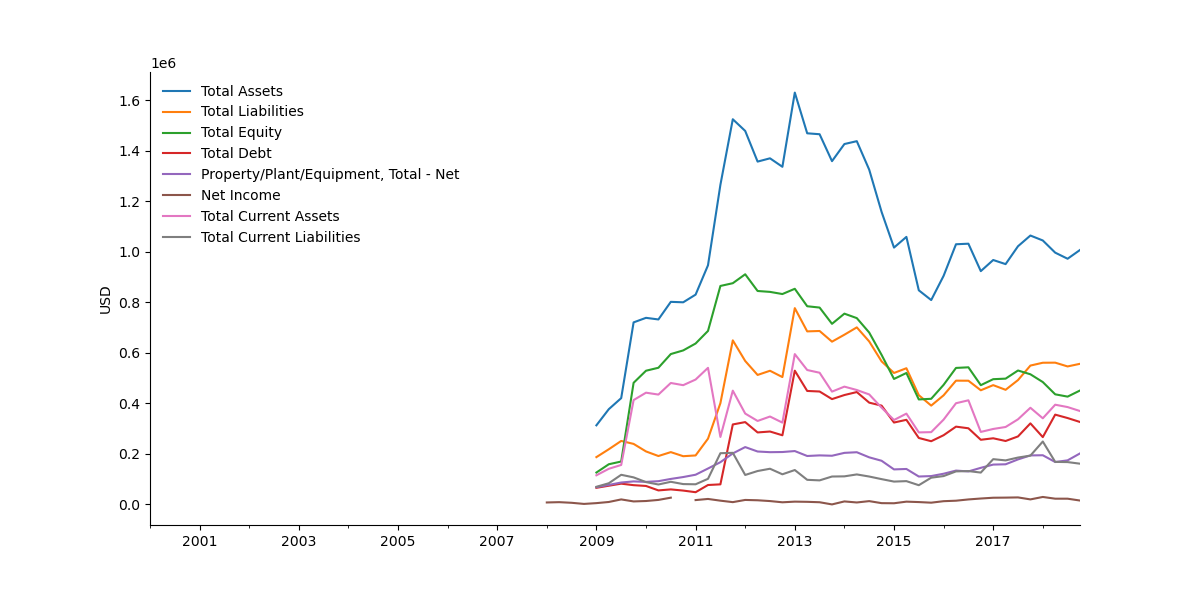 1e6
Total Assets
Total Liabilities
Total Equity
Total Debt
Property/Plant/Equipment, Total - Net
Net Income
Total Current Assets
Total Current Liabilities
USD
1.6
1.4
1.2
1.0
0.8
0.6
0.4
0.2
0.0
2001 2003 2005 2007 2009 2011 2013 2015 2017